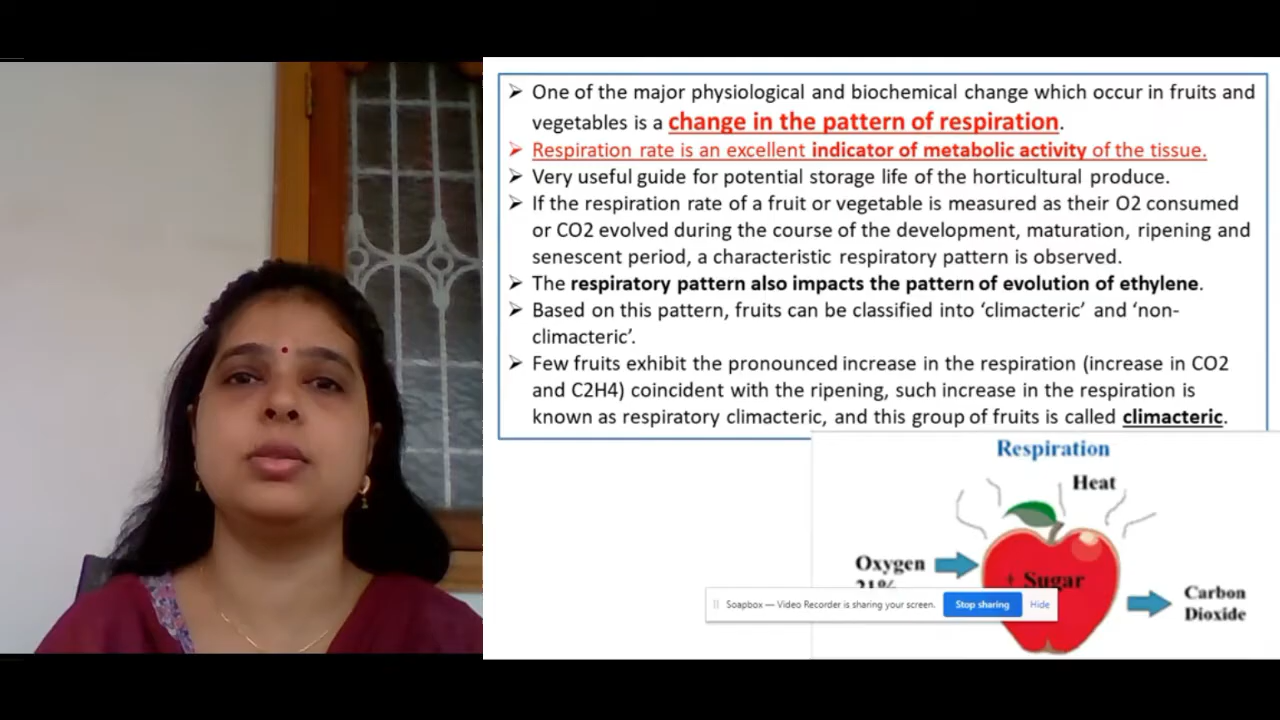 ➢ One of the major physiological and biochemical change which occur in fruits and
vegetables is a change in the pattern of respiration.
➢ Respiration rate is an excellent indicator of metabolic activity of the tissue.
➢ Very useful guide for potential storage life of the horticultural produce.
➢ If the respiration rate of a fruit or vegetable is measured as their O2 consumed
or CO2 evolved during the course of the development, maturation, ripening and
senescent period, a characteristic respiratory pattern is observed.
➢ The respiratory pattern also impacts the pattern of evolution of ethylene.
➢ Based on this pattern, fruits can be classified into ‘climacteric’ and ‘non-
climacteric’.
➢ Few fruits exhibit the pronounced increase in the respiration (increase in CO2
and C2H4) coincident with the ripening, such increase in the respiration is
known as respiratory climacteric, and this group of fruits is called climacteric.
Respiration
Heat
Oxygen
21%
+ Sugar
Carbon
Dioxide
Soapbox — Video Recorder is sharing your screen. Stop sharing Hide